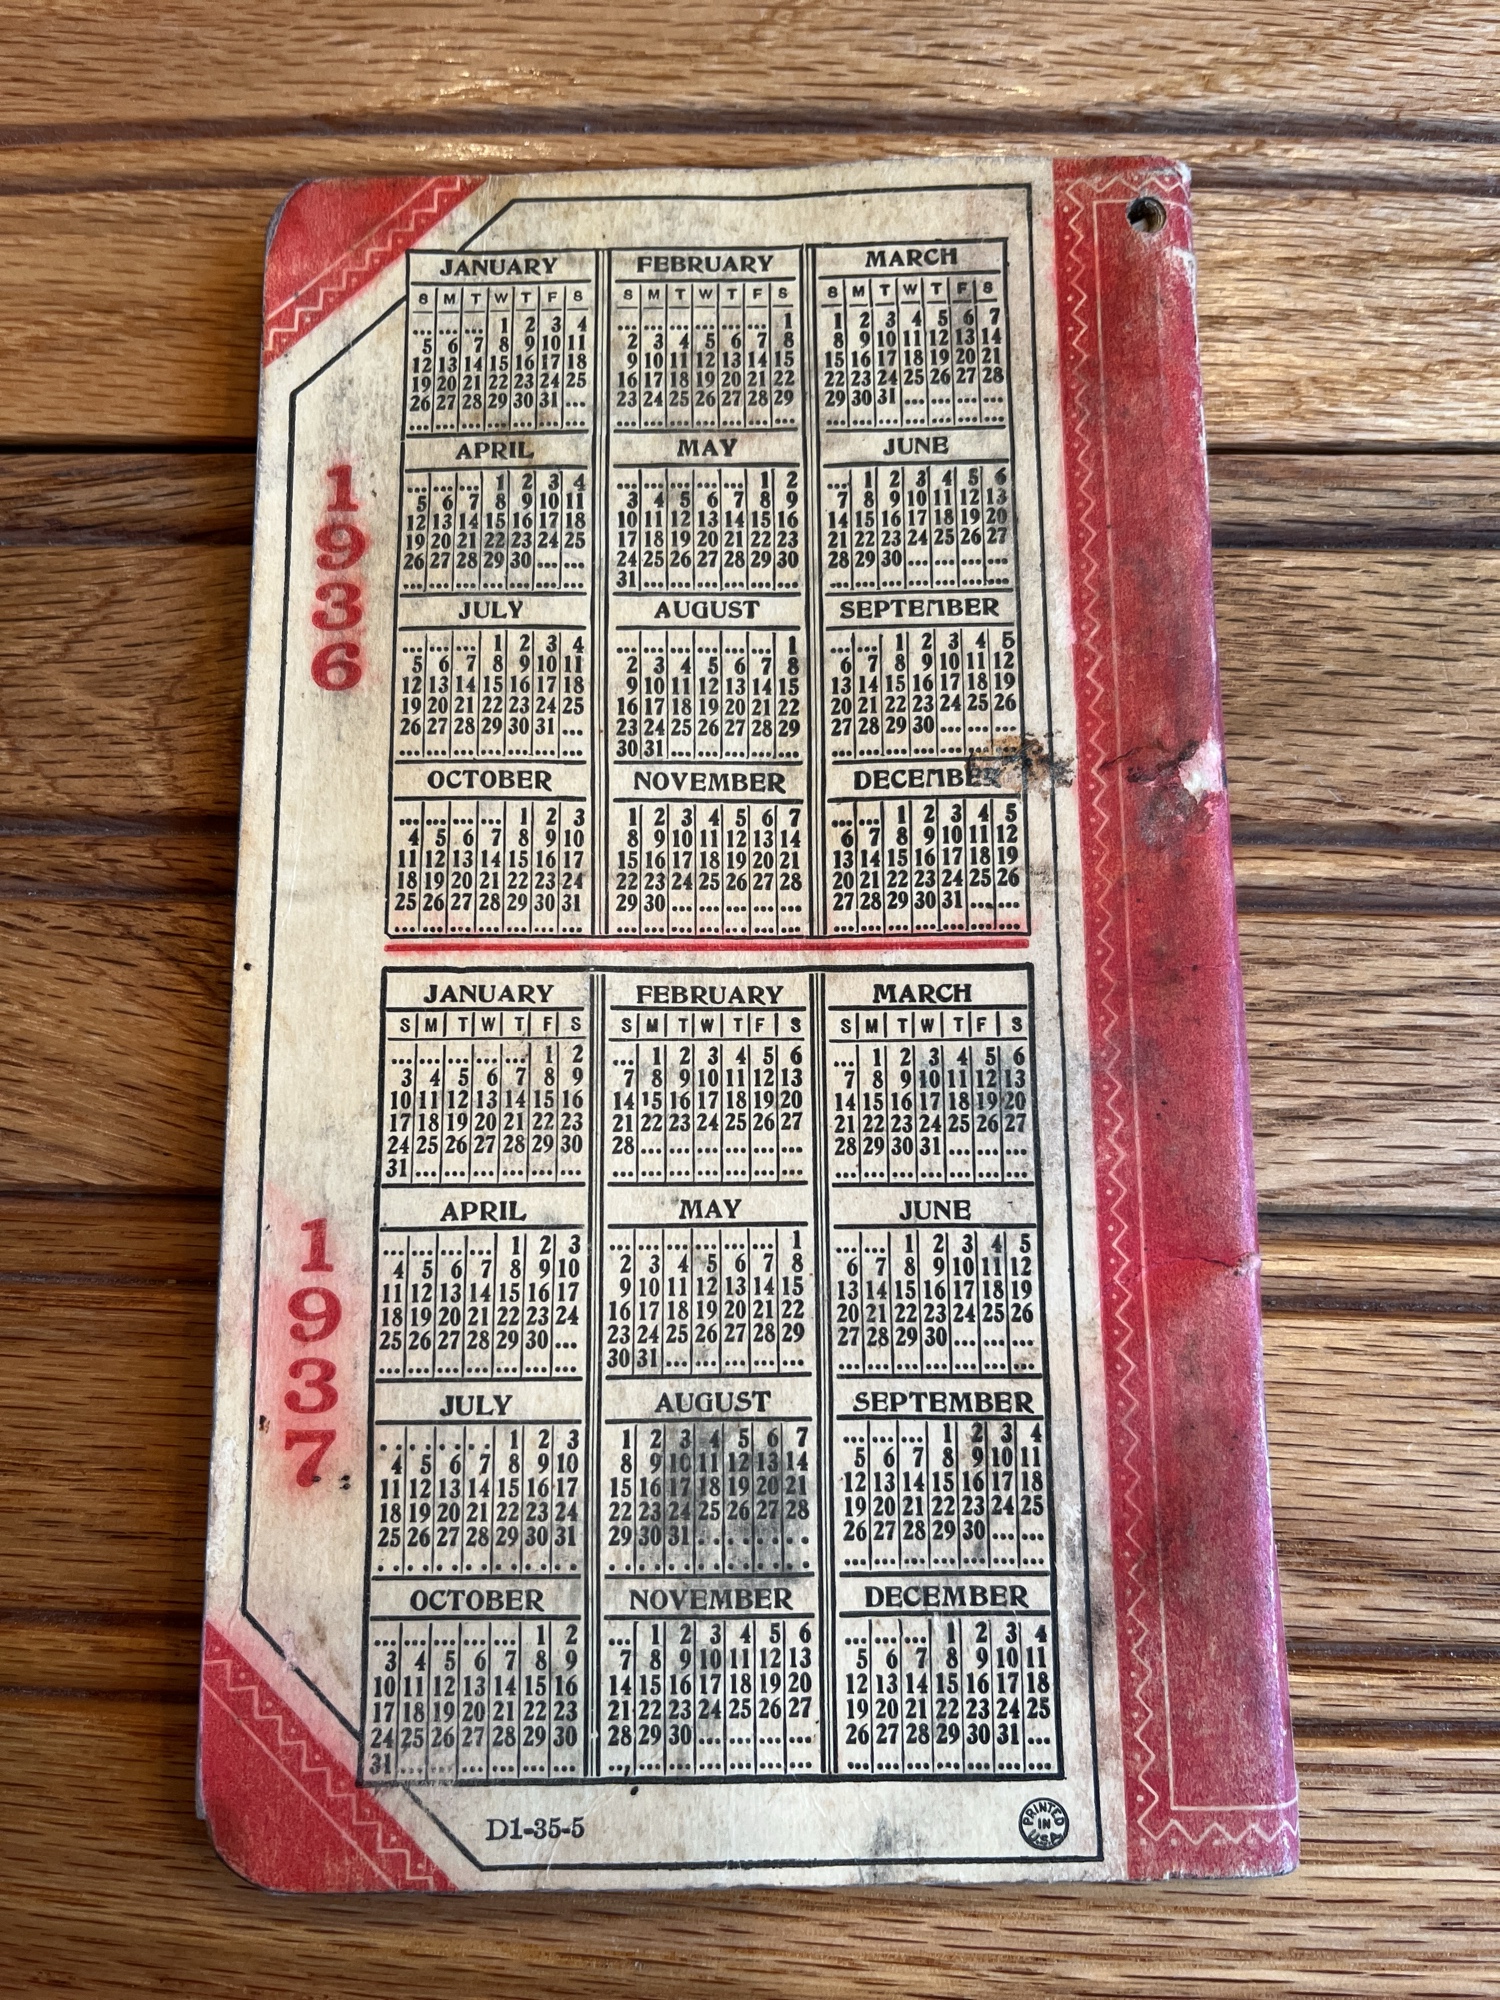 1936
JANUARY
S M T W T F S
1 2 3 4
5 6 7 8 9 10 11
12 13 14 15 16 17 18
19 20 21 22 23 24 25
26 27 28 29 30 31
FEBRUARY
S M T W T F S
1
2 3 4 5 6 7 8
9 10 11 12 13 14 15
16 17 18 19 20 21 22
23 24 25 26 27 28 29
MARCH
S M T W T F S
1 2 3 4 5 6 7
8 9 10 11 12 13 14
15 16 17 18 19 20 21
22 23 24 25 26 27 28
29 30 31
APRIL
1 2 3 4
5 6 7 8 9 10 11
12 13 14 15 16 17 18
19 20 21 22 23 24 25
26 27 28 29 30
MAY
1 2
3 4 5 6 7 8 9
10 11 12 13 14 15 16
17 18 19 20 21 22 23
24 25 26 27 28 29 30
31
JUNE
1 2 3 4 5 6
7 8 9 10 11 12 13
14 15 16 17 18 19 20
21 22 23 24 25 26 27
28 29 30
JULY
1 2 3 4
5 6 7 8 9 10 11
12 13 14 15 16 17 18
19 20 21 22 23 24 25
26 27 28 29 30 31
AUGUST
1
2 3 4 5 6 7 8
9 10 11 12 13 14 15
16 17 18 19 20 21 22
23 24 25 26 27 28 29
30 31
SEPTEMBER
1 2 3 4 5
6 7 8 9 10 11 12
13 14 15 16 17 18 19
20 21 22 23 24 25 26
27 28 29 30
OCTOBER
1 2 3
4 5 6 7 8 9 10
11 12 13 14 15 16 17
18 19 20 21 22 23 24
25 26 27 28 29 30 31
NOVEMBER
1 2 3 4 5 6 7
8 9 10 11 12 13 14
15 16 17 18 19 20 21
22 23 24 25 26 27 28
29 30
DECEMBE
1 2 3 4 5
6 7 8 9 10 11 12
13 14 15 16 17 18 19
20 21 22 23 24 25 26
27 28 29 30 31
1937
JANUARY
S M T W T F S
1 2
3 4 5 6 7 8 9
10 11 12 13 14 15 16
17 18 19 20 21 22 23
24 25 26 27 28 29 30
31
FEBRUARY
S M T W T F S
1 2 3 4 5 6
7 8 9 10 11 12 13
14 15 16 17 18 19 20
21 22 23 24 25 26 27
28
MARCH
S M T W T F S
1 2 3 4 5 6
7 8 9 10 11 12 13
14 15 16 17 18 19 20
21 22 23 24 25 26 27
28 29 30 31
APRIL
1 2 3
4 5 6 7 8 9 10
11 12 13 14 15 16 17
18 19 20 21 22 23 24
25 26 27 28 29 30
MAY
1
2 3 4 5 6 7 8
9 10 11 12 13 14 15
16 17 18 19 20 21 22
23 24 25 26 27 28 29
30 31
JUNE
1 2 3 4 5
6 7 8 9 10 11 12
13 14 15 16 17 18 19
20 21 22 23 24 25 26
27 28 29 30
JULY
1 2 3
4 5 6 7 8 9 10
11 12 13 14 15 16 17
18 19 20 21 22 23 24
25 26 27 28 29 30 31
AUGUST
1 2 3 4 5 6 7
8 9 10 11 12 13 14
15 16 17 18 19 20 21
22 23 24 25 26 27 28
29 30 31
SEPTEMBER
1 2 3 4
5 6 7 8 9 10 11
12 13 14 15 16 17 18
19 20 21 22 23 24 25
26 27 28 29 30
OCTOBER
1 2
3 4 5 6 7 8 9
10 11 12 13 14 15 16
17 18 19 20 21 22 23
24 25 26 27 28 29 30
31
NOVEMBER
1 2 3 4 5 6
7 8 9 10 11 12 13
14 15 16 17 18 19 20
21 22 23 24 25 26 27
28 29 30
DECEMBER
1 2 3 4
5 6 7 8 9 10 11
12 13 14 15 16 17 18
19 20 21 22 23 24 25
26 27 28 29 30 31
D1-35-5
PRINTED
IN
U.S.A.